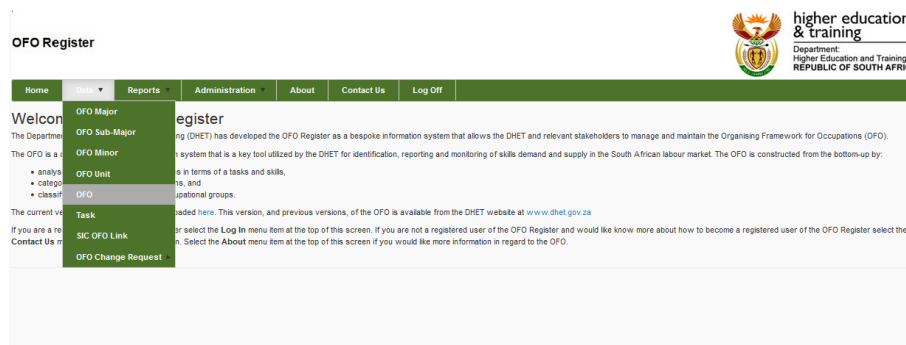 higher education
& training
Department:
Higher Education and Training
REPUBLIC OF SOUTH AFRI
OFO Register
Home Data Reports Administration About Contact Us Log Off
OFO Major
OFO Sub-Major
OFO Minor
OFO Unit
OFO
Task
SIC OFO Link
OFO Change Request
Welcon egister
The Departme ng (DHET) has developed the OFO Register as a bespoke information system that allows the DHET and relevant stakeholders to manage and maintain the Organising Framework for Occupations (OFO).
The OFO is a c n system that is a key tool utilized by the DHET for identification, reporting and monitoring of skills demand and supply in the South African labour market. The OFO is constructed from the bottom-up by:
analys s in terms of a tasks and skills,
catego ns, and
classif upational groups.
The current ve oaded here. This version, and previous versions, of the OFO is available from the DHET website at www.dhet.gov.za
If you are a re er select the Log In menu item at the top of this screen. If you are not a registered user of the OFO Register and would like know more about how to become a registered user of the OFO Register select the
Contact Us m n. Select the About menu item at the top of this screen if you would like more information in regard to the OFO.